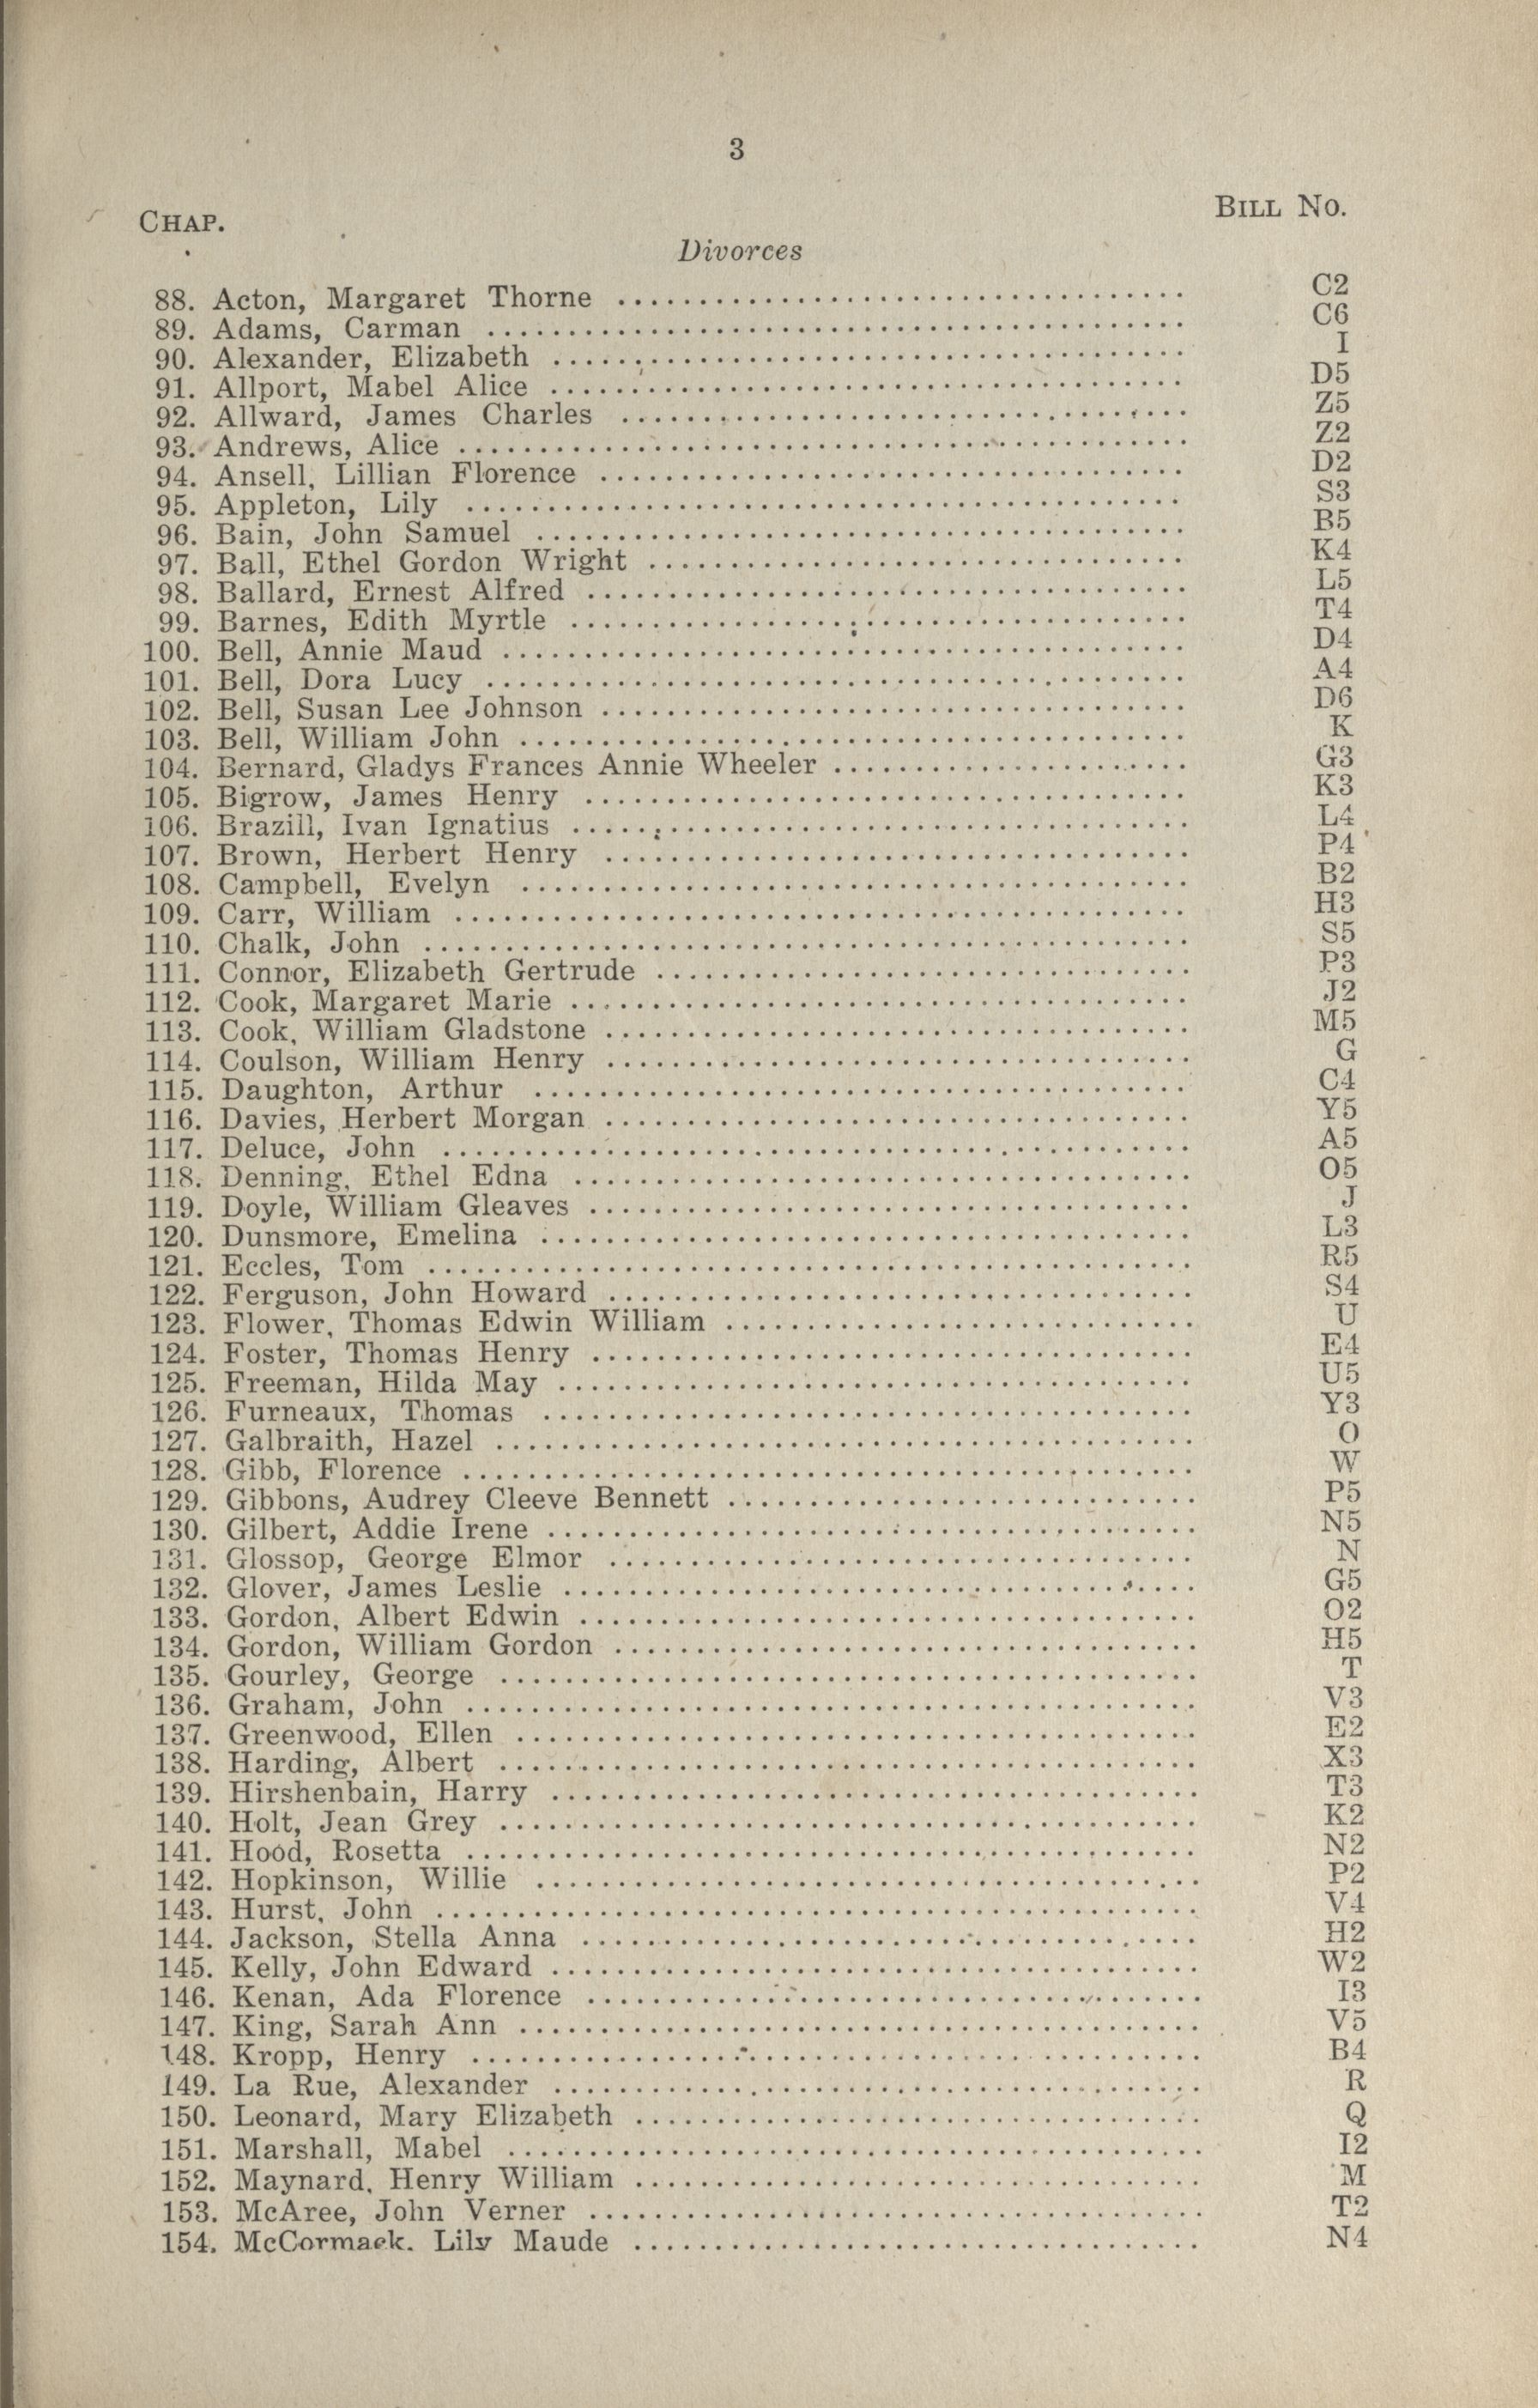 3
CHAP. BILL NO.
Divorces
88. Acton, Margaret Thorne ........ C2
89. Adams, Carman ........ C6
90. Alexander, Elizabeth ........ I
91. Allport, Mabel Alice ........ D5
92. Allward, James Charles ........ Z5
93. Andrews, Alice ........ Z2
94. Ansell, Lillian Florence ........ D2
95. Appleton, Lily ........ S3
96. Bain, John Samuel ........ B5
97. Ball, Ethel Gordon Wright ........ K4
98. Ballard, Ernest Alfred ........ L5
99. Barnes, Edith Myrtle ........ T4
100. Bell, Annie Maud ........ D4
101. Bell, Dora Lucy ........ A4
102. Bell, Susan Lee Johnson ........ D6
103. Bell, William John ........ K
104. Bernard, Gladys Frances Annie Wheeler ........ G3
105. Bigrow, James Henry ........ K3
106. Brazill, Ivan Ignatius ........ L4
107. Brown, Herbert Henry ........ P4
108. Campbell, Evelyn ........ B2
109. Carr, William ........ H3
110. Chalk, John ........ S5
111. Connor, Elizabeth Gertrude ........ P3
112. Cook, Margaret Marie ........ J2
113. Cook, William Gladstone ........ M5
114. Coulson, William Henry ........ G
115. Daughton, Arthur ........ C4
116. Davies, Herbert Morgan ........ Y5
117. Deluce, John ........ A5
118. Denning, Ethel Edna ........ O5
119. Doyle, William Gleaves ........ J
120. Dunsmore, Emelina ........ L3
121. Eccles, Tom ........ R5
122. Ferguson, John Howard ........ S4
123. Flower, Thomas Edwin William ........ U
124. Foster, Thomas Henry ........ E4
125. Freeman, Hilda May ........ U5
126. Furneaux, Thomas ........ Y3
127. Galbraith, Hazel ........ O
128. Gibb, Florence ........ W
129. Gibbons, Audrey Cleeve Bennett ........ P5
130. Gilbert, Addie Irene ........ N5
131. Glossop, George Elmor ........ N
132. Glover, James Leslie ........ G5
133. Gordon, Albert Edwin ........ O2
134. Gordon, William Gordon ........ H5
135. Gourley, George ........ T
136. Graham, John ........ V3
137. Greenwood, Ellen ........ E2
138. Harding, Albert ........ X3
139. Hirshenbain, Harry ........ T3
140. Holt, Jean Grey ........ K2
141. Hood, Rosetta ........ N2
142. Hopkinson, Willie ........ P2
143. Hurst, John ........ V4
144. Jackson, Stella Anna ........ H2
145. Kelly, John Edward ........ W2
146. Kenan, Ada Florence ........ I3
147. King, Sarah Ann ........ V5
148. Kropp, Henry ........ B4
149. La Rue, Alexander ........ R
150. Leonard, Mary Elizabeth ........ Q
151. Marshall, Mabel ........ I2
152. Maynard, Henry William ........ M
153. McAree, John Verner ........ T2
154. McCormack, Lily Maude ........ N4